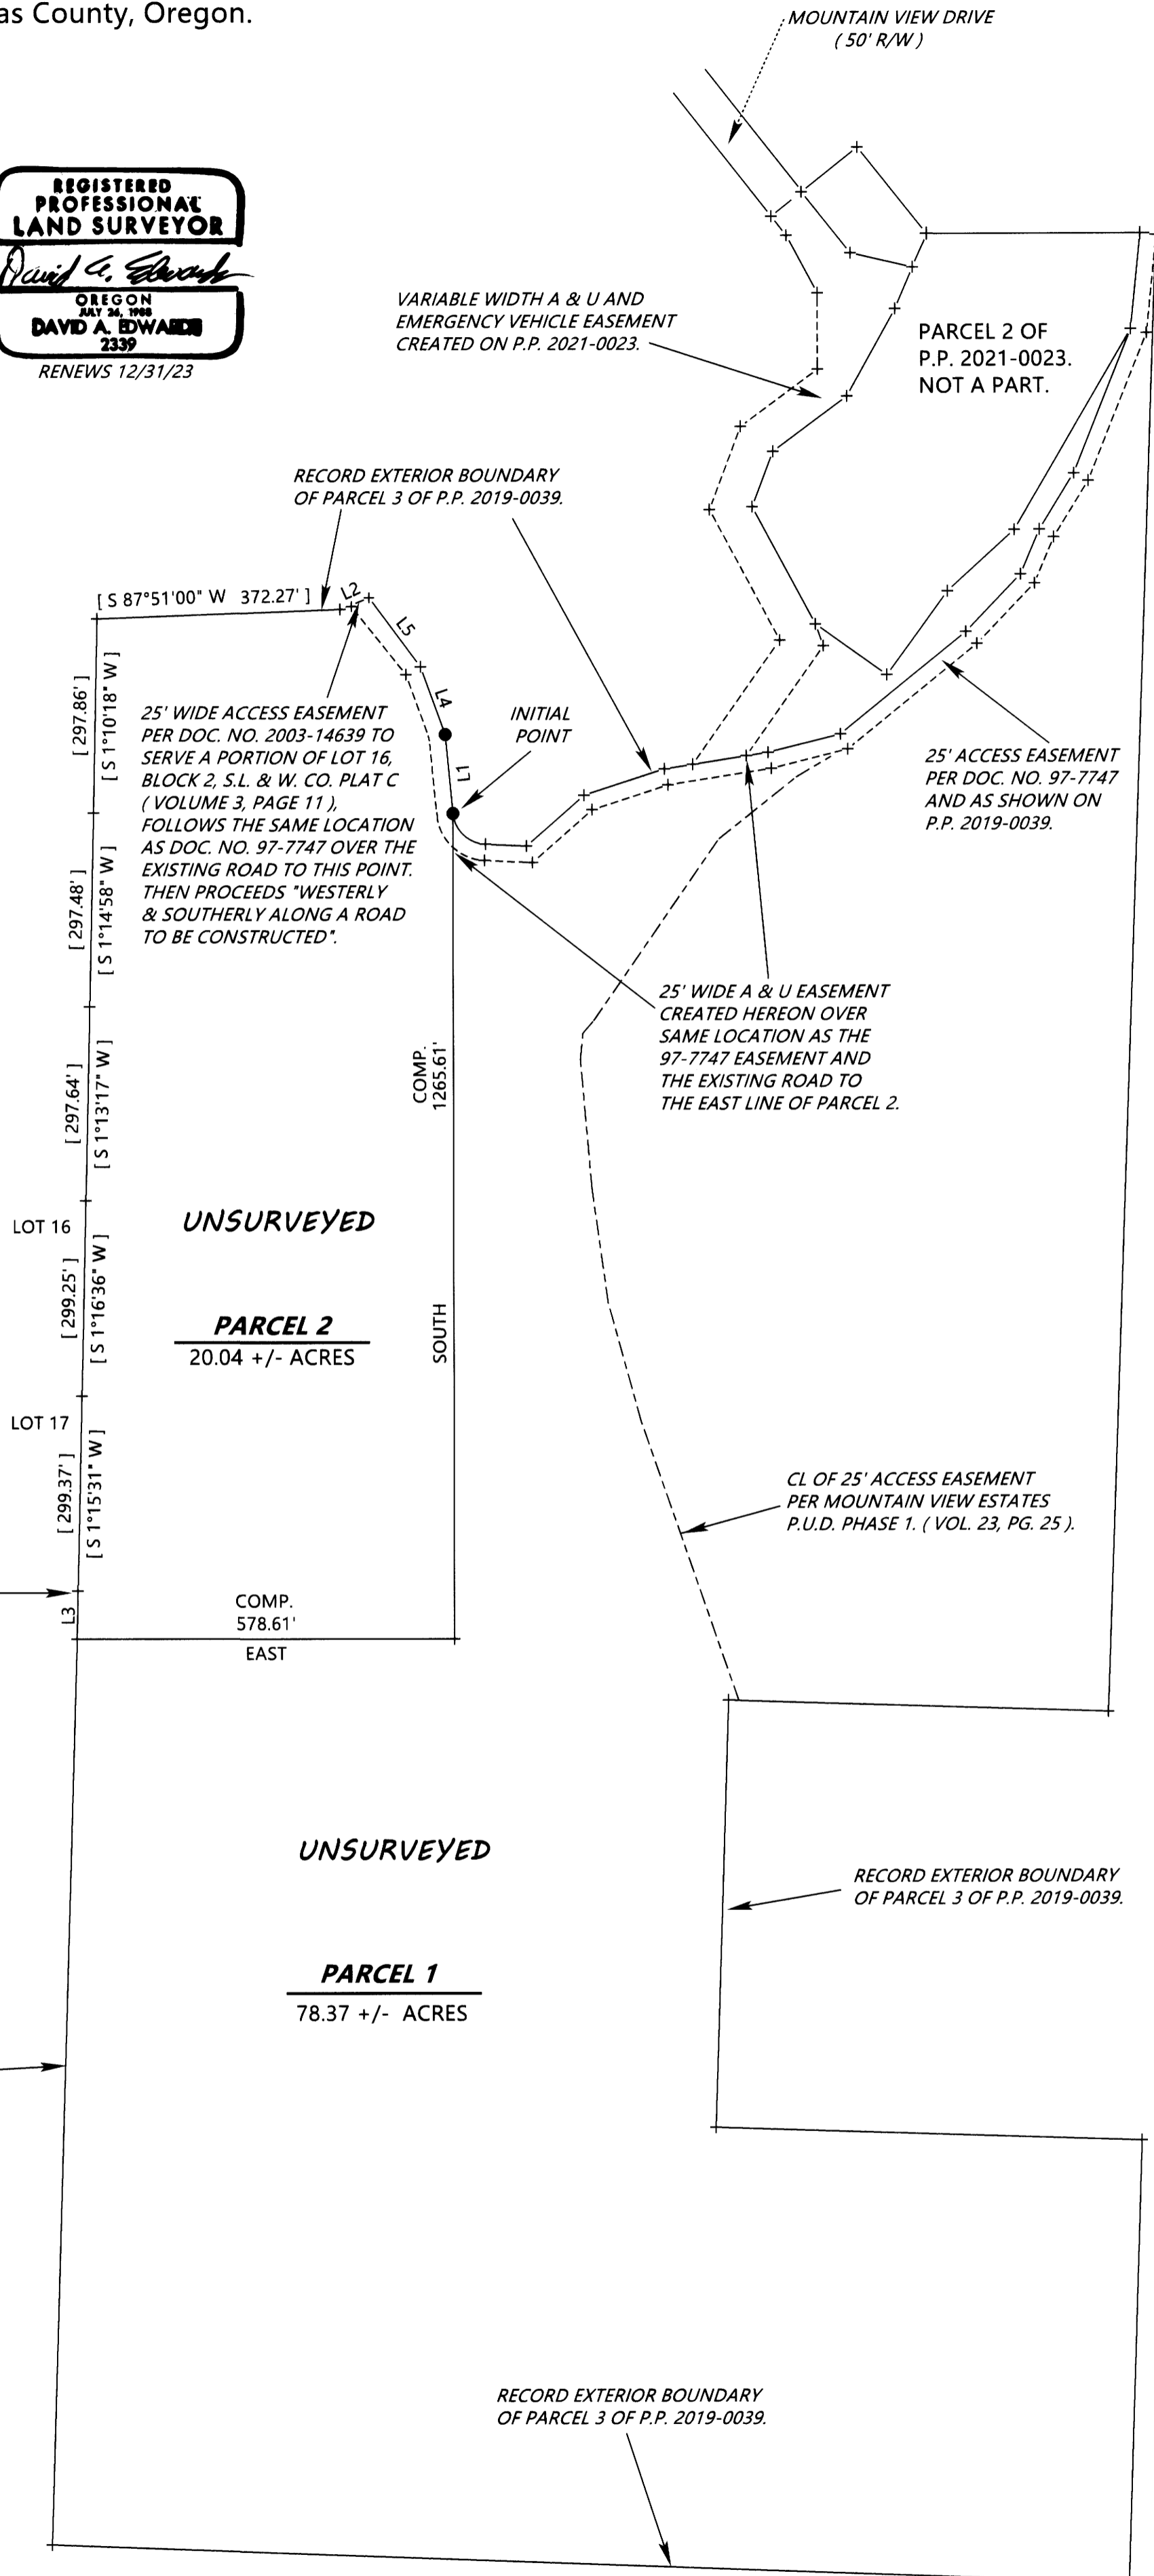 as County, Oregon.
MOUNTAIN VIEW DRIVE
( 50' R/W )
REGISTERED
PROFESSIONAL
LAND SURVEYOR
David A. Edwards
OREGON
JULY 26, 1988
DAVID A. EDWARDS
2339
RENEWS 12/31/23
VARIABLE WIDTH A & U AND
EMERGENCY VEHICLE EASEMENT
CREATED ON P.P. 2021-0023.
PARCEL 2 OF
P.P. 2021-0023.
NOT A PART.
RECORD EXTERIOR BOUNDARY
OF PARCEL 3 OF P.P. 2019-0039.
[ S 87°51'00" W 372.27' ]
L2
L5
L4
L1
[ 297.86' ]
[ S 1°10'18" W ]
25' WIDE ACCESS EASEMENT
PER DOC. NO. 2003-14639 TO
SERVE A PORTION OF LOT 16,
BLOCK 2, S.L. & W. CO. PLAT C
( VOLUME 3, PAGE 11 ),
FOLLOWS THE SAME LOCATION
AS DOC. NO. 97-7747 OVER THE
EXISTING ROAD TO THIS POINT.
THEN PROCEEDS "WESTERLY
& SOUTHERLY ALONG A ROAD
TO BE CONSTRUCTED".
INITIAL
POINT
25' ACCESS EASEMENT
PER DOC. NO. 97-7747
AND AS SHOWN ON
P.P. 2019-0039.
[ 297.48' ]
[ S 1°14'58" W ]
25' WIDE A & U EASEMENT
CREATED HEREON OVER
SAME LOCATION AS THE
97-7747 EASEMENT AND
THE EXISTING ROAD TO
THE EAST LINE OF PARCEL 2.
COMP.
1265.61'
[ 297.64' ]
[ S 1°13'17" W ]
LOT 16
UNSURVEYED
[ 299.25' ]
[ S 1°16'36" W ]
PARCEL 2
20.04 +/- ACRES
SOUTH
LOT 17
[ 299.37' ]
[ S 1°15'31" W ]
CL OF 25' ACCESS EASEMENT
PER MOUNTAIN VIEW ESTATES
P.U.D. PHASE 1. ( VOL. 23, PG. 25 ).
L3
COMP.
578.61'
EAST
UNSURVEYED
RECORD EXTERIOR BOUNDARY
OF PARCEL 3 OF P.P. 2019-0039.
PARCEL 1
78.37 +/- ACRES
RECORD EXTERIOR BOUNDARY
OF PARCEL 3 OF P.P. 2019-0039.